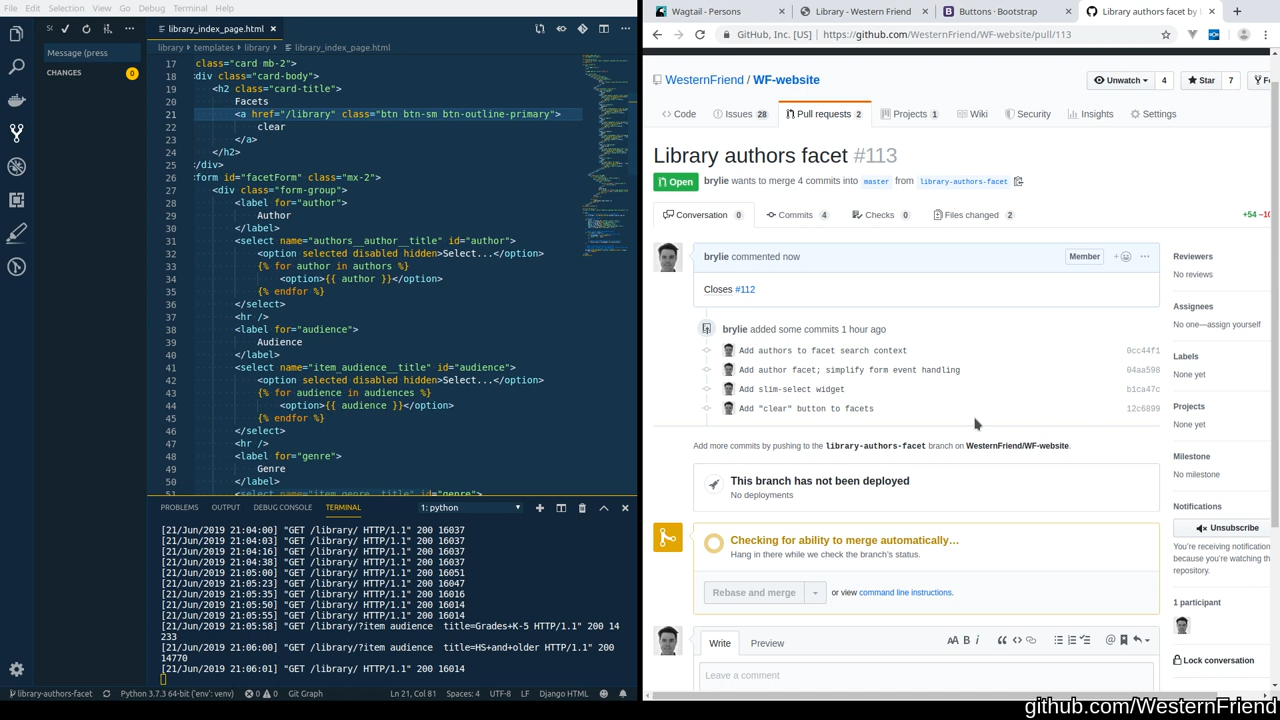 File Edit Selection View Go Debug Terminal Help
Message (press
CHANGES 0
library_index_page.html
library › templates › library › library_index_page.html
17 class="card mb-2">
18 div class="card-body">
19 <h2 class="card-title">
20 Facets
21 <a href="/library" class="btn btn-sm btn-outline-primary">
22 clear
23 </a>
24 </h2>
25 /div>
26 form id="facetForm" class="mx-2">
27 <div class="form-group">
28 <label for="author">
29 Author
30 </label>
31 <select name="authors__author__title" id="author">
32 <option selected disabled hidden>Select...</option>
33 {% for author in authors %}
34 <option>{{ author }}</option>
35 {% endfor %}
36 </select>
37 <hr />
38 <label for="audience">
39 Audience
40 </label>
41 <select name="item_audience__title" id="audience">
42 <option selected disabled hidden>Select...</option>
43 {% for audience in audiences %}
44 <option>{{ audience }}</option>
45 {% endfor %}
46 </select>
47 <hr />
48 <label for="genre">
49 Genre
50 </label>
51 <select name="item_genre__title" id="genre">
PROBLEMS OUTPUT DEBUG CONSOLE TERMINAL 1: python
[21/Jun/2019 21:04:00] "GET /library/ HTTP/1.1" 200 16037
[21/Jun/2019 21:04:03] "GET /library/ HTTP/1.1" 200 16037
[21/Jun/2019 21:04:16] "GET /library/ HTTP/1.1" 200 16037
[21/Jun/2019 21:04:38] "GET /library/ HTTP/1.1" 200 16037
[21/Jun/2019 21:05:00] "GET /library/ HTTP/1.1" 200 16051
[21/Jun/2019 21:05:23] "GET /library/ HTTP/1.1" 200 16047
[21/Jun/2019 21:05:35] "GET /library/ HTTP/1.1" 200 16016
[21/Jun/2019 21:05:50] "GET /library/ HTTP/1.1" 200 16014
[21/Jun/2019 21:05:55] "GET /library/ HTTP/1.1" 200 16014
[21/Jun/2019 21:05:58] "GET /library/?item audience  title=Grades+K-5 HTTP/1.1" 200 14
233
[21/Jun/2019 21:06:00] "GET /library/?item audience  title=HS+and+older HTTP/1.1" 200
14770
[21/Jun/2019 21:06:01] "GET /library/ HTTP/1.1" 200 16014
library-authors-facet Python 3.7.3 64-bit ('env': venv) 0 0 Git Graph Ln 21, Col 81 Spaces: 4 UTF-8 LF Django HTML
Wagtail - Persons Library - Western Friend Buttons · Bootstrap Library authors facet by
GitHub, Inc. [US] https://github.com/WesternFriend/WF-website/pull/113
WesternFriend / WF-website Unwatch 4 Star 7 Fo
Code Issues 28 Pull requests 2 Projects 1 Wiki Security Insights Settings
Library authors facet #113
Open brylie wants to merge 4 commits into master from library-authors-facet
Conversation 0 Commits 4 Checks 0 Files changed 2 +54 −10
brylie commented now Member
Closes #112
brylie added some commits 1 hour ago
Add authors to facet search context 0cc44f1
Add author facet; simplify form event handling 04aa598
Add slim-select widget b1ca47c
Add "clear" button to facets 12c6899
Add more commits by pushing to the library-authors-facet branch on WesternFriend/WF-website.
This branch has not been deployed
No deployments
Checking for ability to merge automatically…
Hang in there while we check the branch's status.
Rebase and merge or view command line instructions.
Write Preview
Leave a comment
Reviewers
No reviews
Assignees
No one—assign yourself
Labels
None yet
Projects
None yet
Milestone
No milestone
Notifications
Unsubscribe
You're receiving notification
because you're watching th
repository.
1 participant
Lock conversation
github.com/WesternFriend